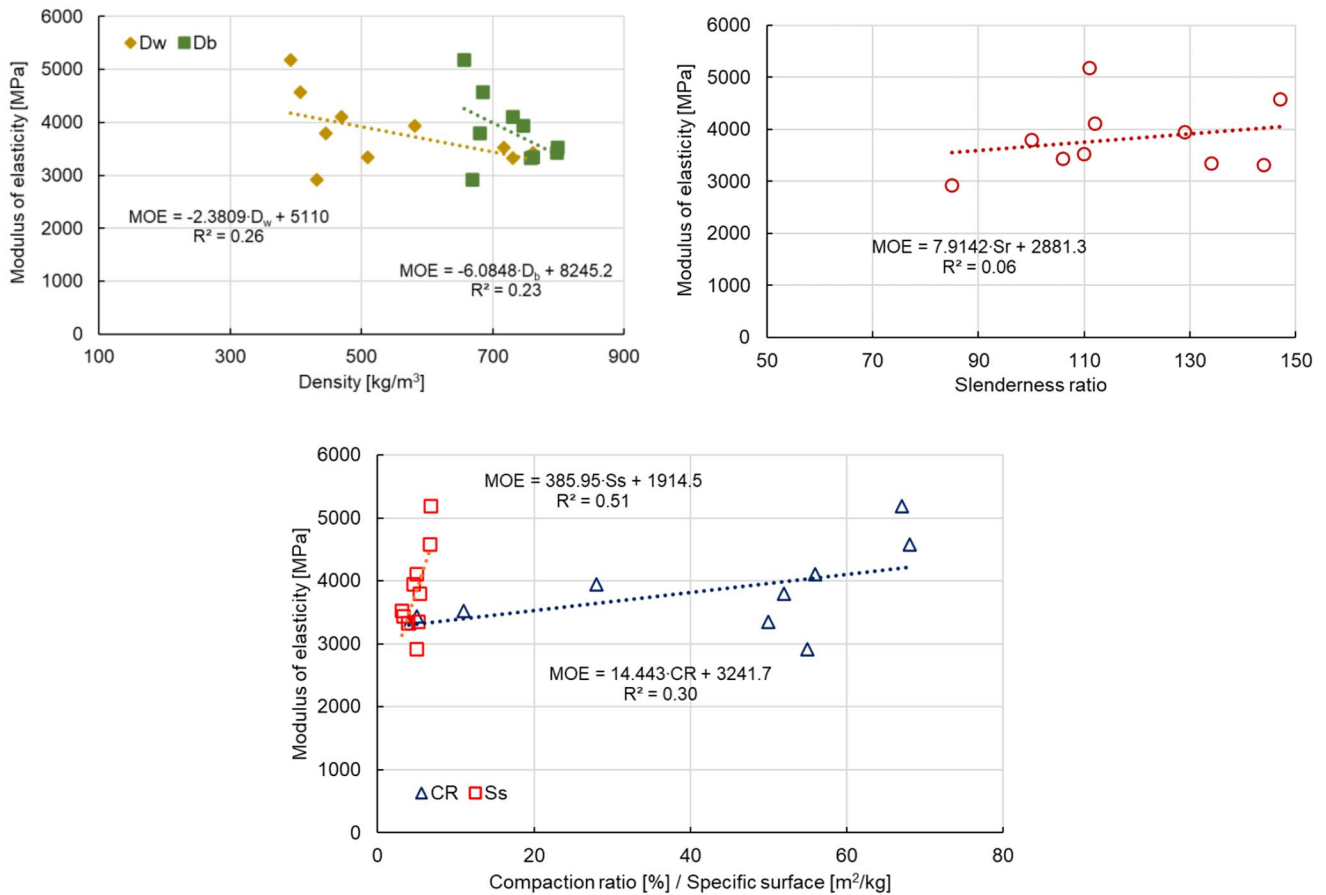 6000
5000
4000
3000
2000
1000
0
Modulus of elasticity [MPa]
Dw Db
MOE = -2.3809·D_w + 5110
R² = 0.26
MOE = -6.0848·D_b + 8245.2
R² = 0.23
100 300 500 700 900
Density [kg/m³]
6000
5000
4000
3000
2000
1000
0
Modulus of elasticity [MPa]
MOE = 7.9142·Sr + 2881.3
R² = 0.06
50 70 90 110 130 150
Slenderness ratio
6000
5000
4000
3000
2000
1000
0
Modulus of elasticity [MPa]
MOE = 385.95·Ss + 1914.5
R² = 0.51
MOE = 14.443·CR + 3241.7
R² = 0.30
CR Ss
0 20 40 60 80
Compaction ratio [%] / Specific surface [m²/kg]